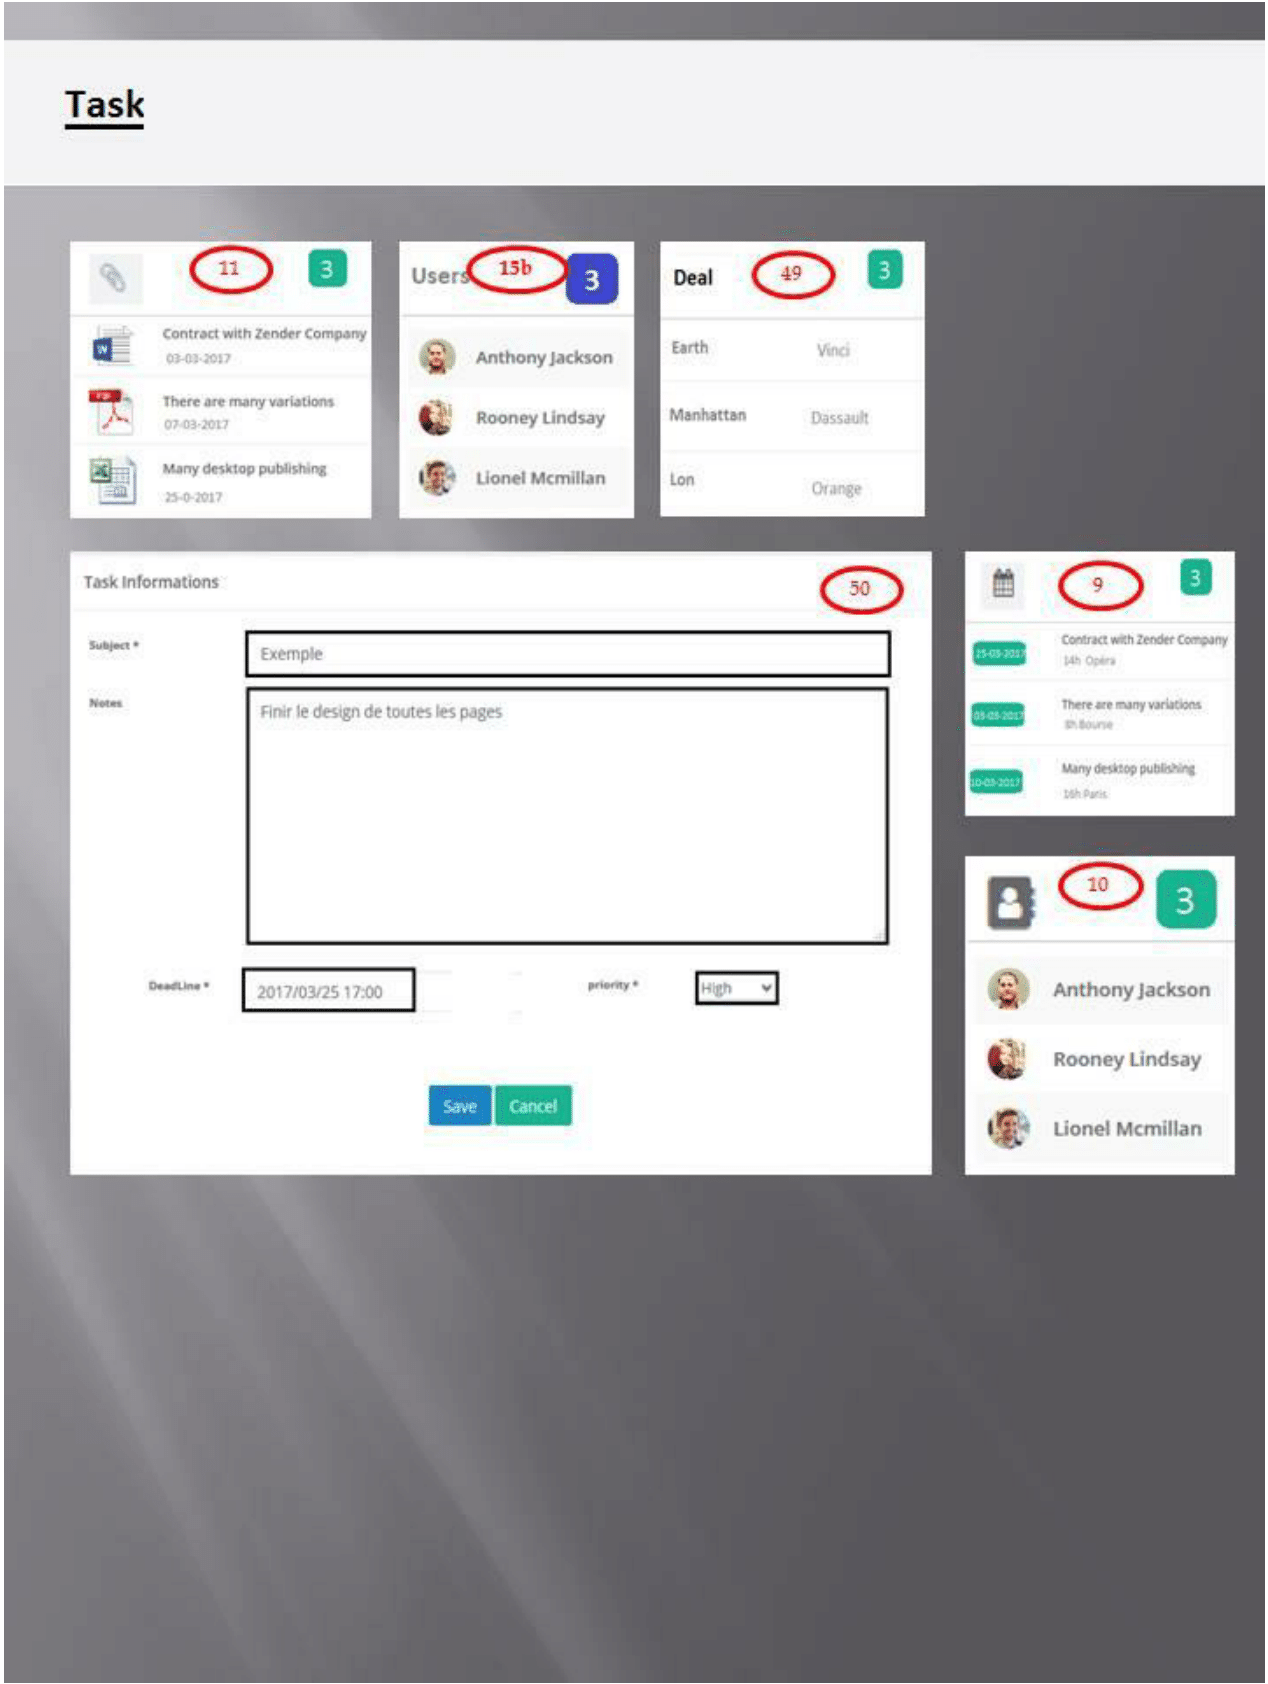 Task
11
3
Contract with Zender Company
03-03-2017
There are many variations
07-03-2017
Many desktop publishing
25-0-2017
Users
15b
3
Anthony Jackson
Rooney Lindsay
Lionel Mcmillan
Deal
49
3
Earth
Vinci
Manhattan
Dassault
Lon
Orange
Task Informations
50
Subject *
Exemple
Notes
Finir le design de toutes les pages
DeadLine *
2017/03/25 17:00
priority *
High
Save
Cancel
9
3
25-03-2017
Contract with Zender Company
14h Opéra
03-03-2017
There are many variations
8h Bourse
10-03-2017
Many desktop publishing
16h Paris
10
3
Anthony Jackson
Rooney Lindsay
Lionel Mcmillan